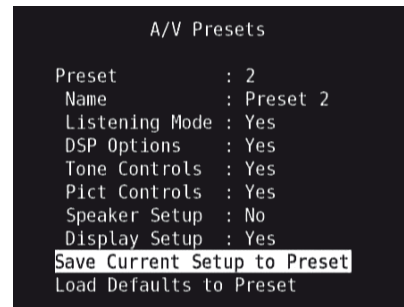 A/V Presets
Preset : 2
Name : Preset 2
Listening Mode : Yes
DSP Options : Yes
Tone Controls : Yes
Pict Controls : Yes
Speaker Setup : No
Display Setup : Yes
Save Current Setup to Preset
Load Defaults to Preset